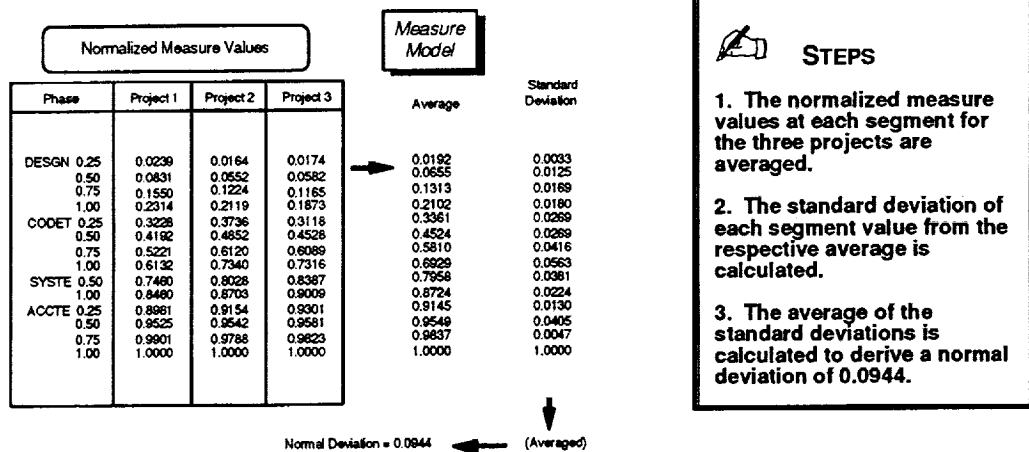 Normalized Measure Values
Measure
Model
Phase Project 1 Project 2 Project 3 Average Standard
Deviation
DESGN 0.25 0.0239 0.0164 0.0174 0.0192 0.0033
0.50 0.0831 0.0552 0.0582 0.0655 0.0125
0.75 0.1550 0.1224 0.1165 0.1313 0.0169
1.00 0.2314 0.2119 0.1873 0.2102 0.0180
CODET 0.25 0.3228 0.3736 0.3118 0.3361 0.0269
0.50 0.4192 0.4852 0.4528 0.4524 0.0269
0.75 0.5221 0.6120 0.6089 0.5810 0.0416
1.00 0.6132 0.7340 0.7316 0.6929 0.0563
SYSTE 0.50 0.7460 0.8028 0.8387 0.7958 0.0381
1.00 0.8460 0.8703 0.9009 0.8724 0.0224
ACCTE 0.25 0.8981 0.9154 0.9301 0.9145 0.0130
0.50 0.9525 0.9542 0.9581 0.9549 0.0405
0.75 0.9901 0.9788 0.9823 0.9837 0.0047
1.00 1.0000 1.0000 1.0000 1.0000 1.0000
Normal Deviation = 0.0944 (Averaged)
STEPS
1. The normalized measure
values at each segment for
the three projects are
averaged.
2. The standard deviation of
each segment value from the
respective average is
calculated.
3. The average of the
standard deviations is
calculated to derive a normal
deviation of 0.0944.